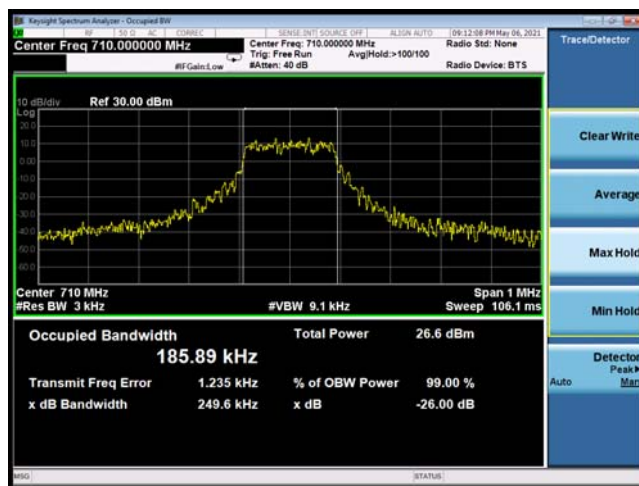 Keysight Spectrum Analyzer - Occupied BW
RF 50 Ω AC CORREC SENSE:INT SOURCE OFF ALIGN AUTO 09:12:08 PM May 06, 2021
Center Freq 710.000000 MHz
Center Freq: 710.000000 MHz
Radio Std: None
Trig: Free Run Avg|Hold:>100/100
#IFGain:Low #Atten: 40 dB
Radio Device: BTS
10 dB/div Ref 30.00 dBm
Log
20.0
10.0
0.00
10.0
20.0
30.0
40.0
50.0
60.0
Center 710 MHz Span 1 MHz
#Res BW 3 kHz #VBW 9.1 kHz Sweep 106.1 ms
Occupied Bandwidth Total Power 26.6 dBm
185.89 kHz
Transmit Freq Error 1.235 kHz % of OBW Power 99.00 %
x dB Bandwidth 249.6 kHz x dB -26.00 dB
MSG STATUS
Trace/Detector
Clear Write
Average
Max Hold
Min Hold
Detector
Peak
Auto Man